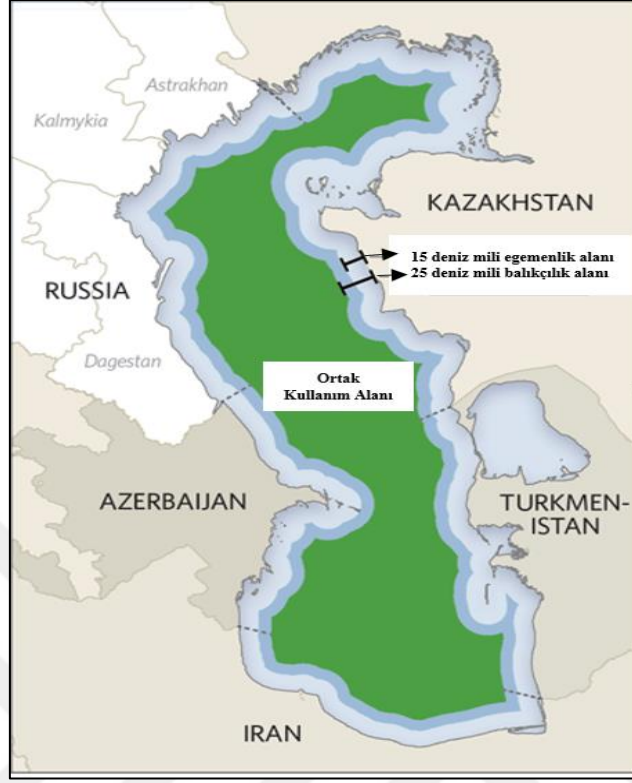 Astrakhan
Kalmykia
KAZAKHSTAN
15 deniz mili egemenlik alanı
25 deniz mili balıkçılık alanı
RUSSIA
Dagestan
Ortak
Kullanım Alanı
AZERBAIJAN
TURKMEN-
ISTAN
IRAN